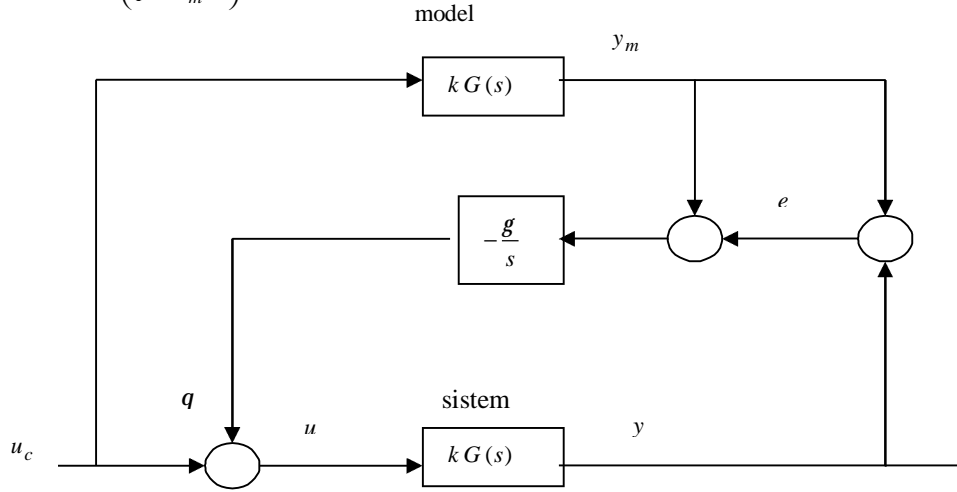 m
model
y_m
k G(s)
e
-g/s
q
sistem
u
y
u_c
k G(s)